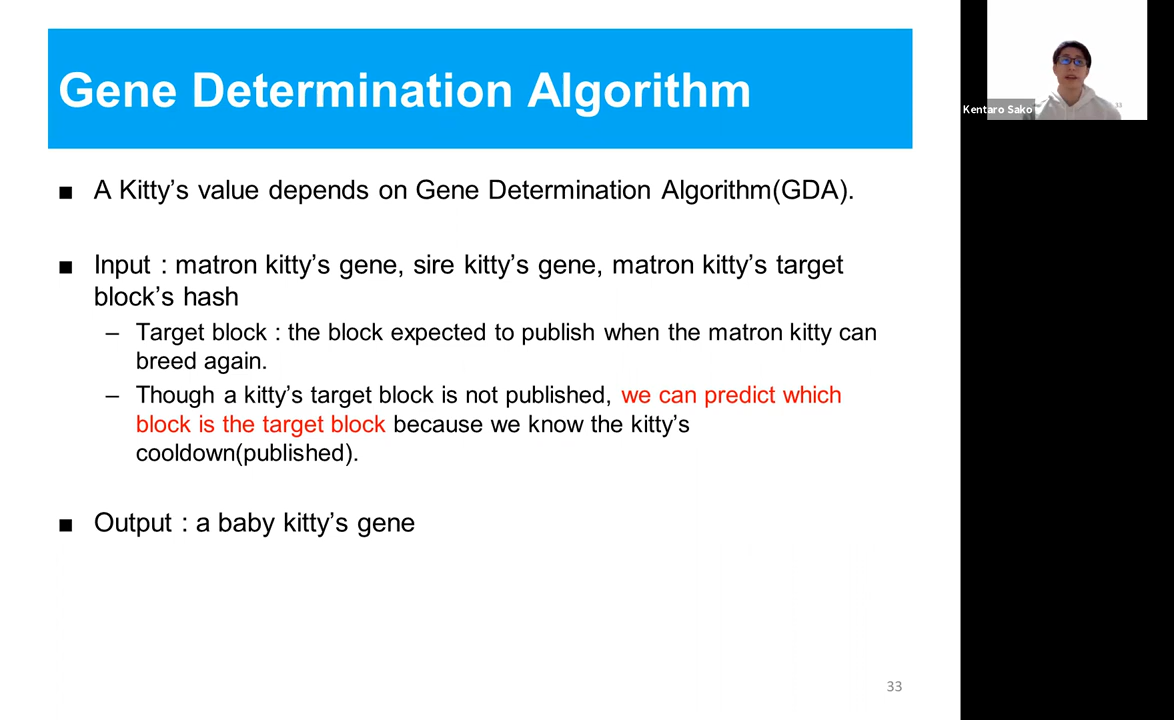 Gene Determination Algorithm
■ A Kitty’s value depends on Gene Determination Algorithm(GDA).
■ Input : matron kitty’s gene, sire kitty’s gene, matron kitty’s target
block’s hash
– Target block : the block expected to publish when the matron kitty can
breed again.
– Though a kitty’s target block is not published, we can predict which
block is the target block because we know the kitty’s
cooldown(published).
■ Output : a baby kitty’s gene
33
Kentaro Sako
33